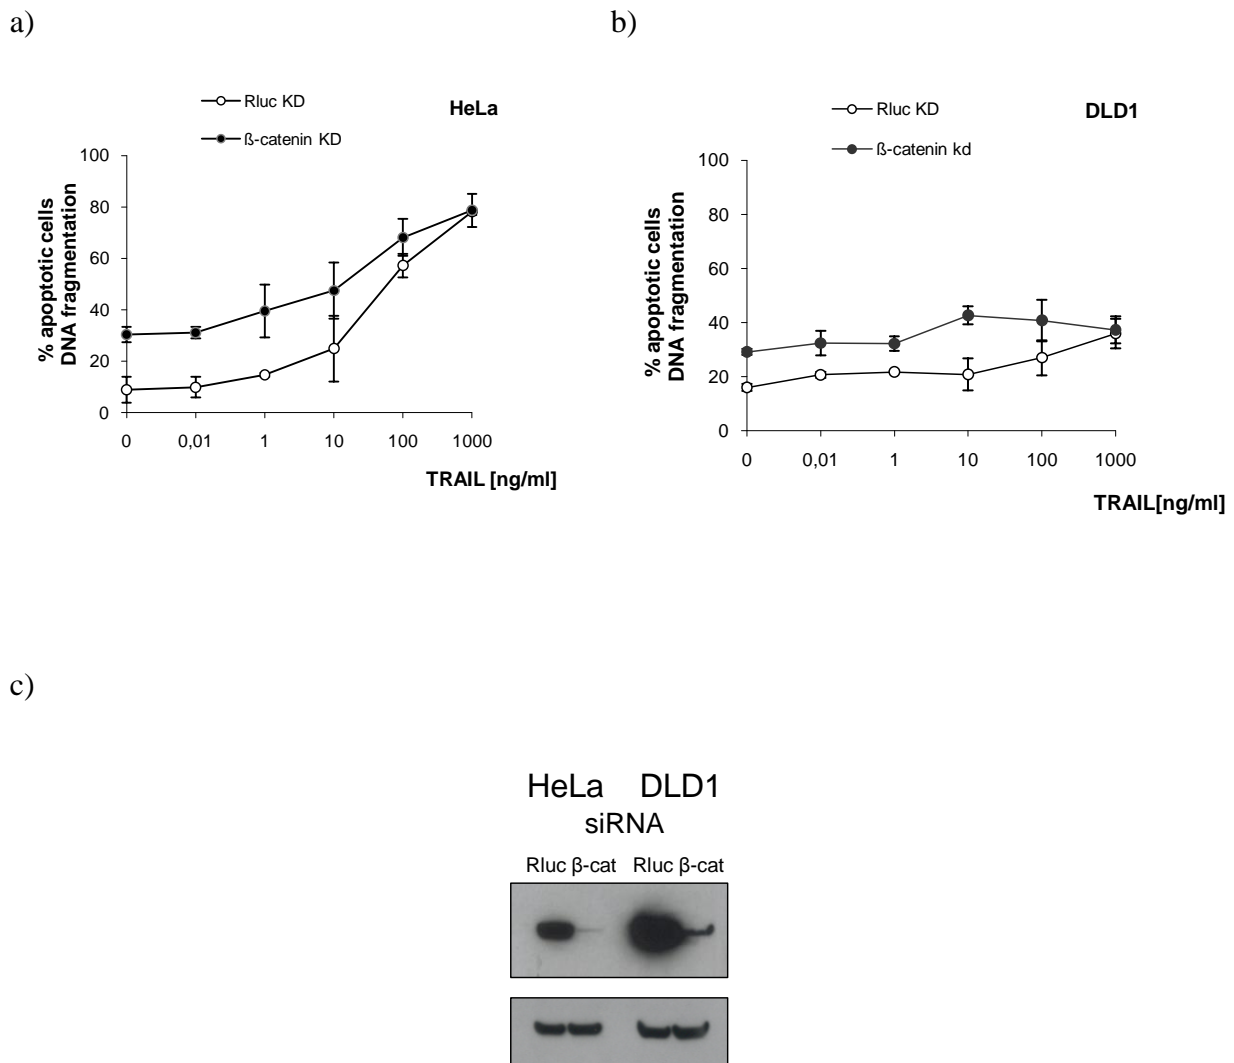 a)
Rluc KD
ß-catenin KD
HeLa
% apoptotic cells
DNA fragmentation
100
80
60
40
20
0
0 0,01 1 10 100 1000
TRAIL [ng/ml]
b)
Rluc KD
ß-catenin kd
DLD1
% apoptotic cells
DNA fragmentation
100
80
60
40
20
0
0 0,01 1 10 100 1000
TRAIL[ng/ml]
c)
HeLa DLD1
siRNA
Rluc β-cat Rluc β-cat